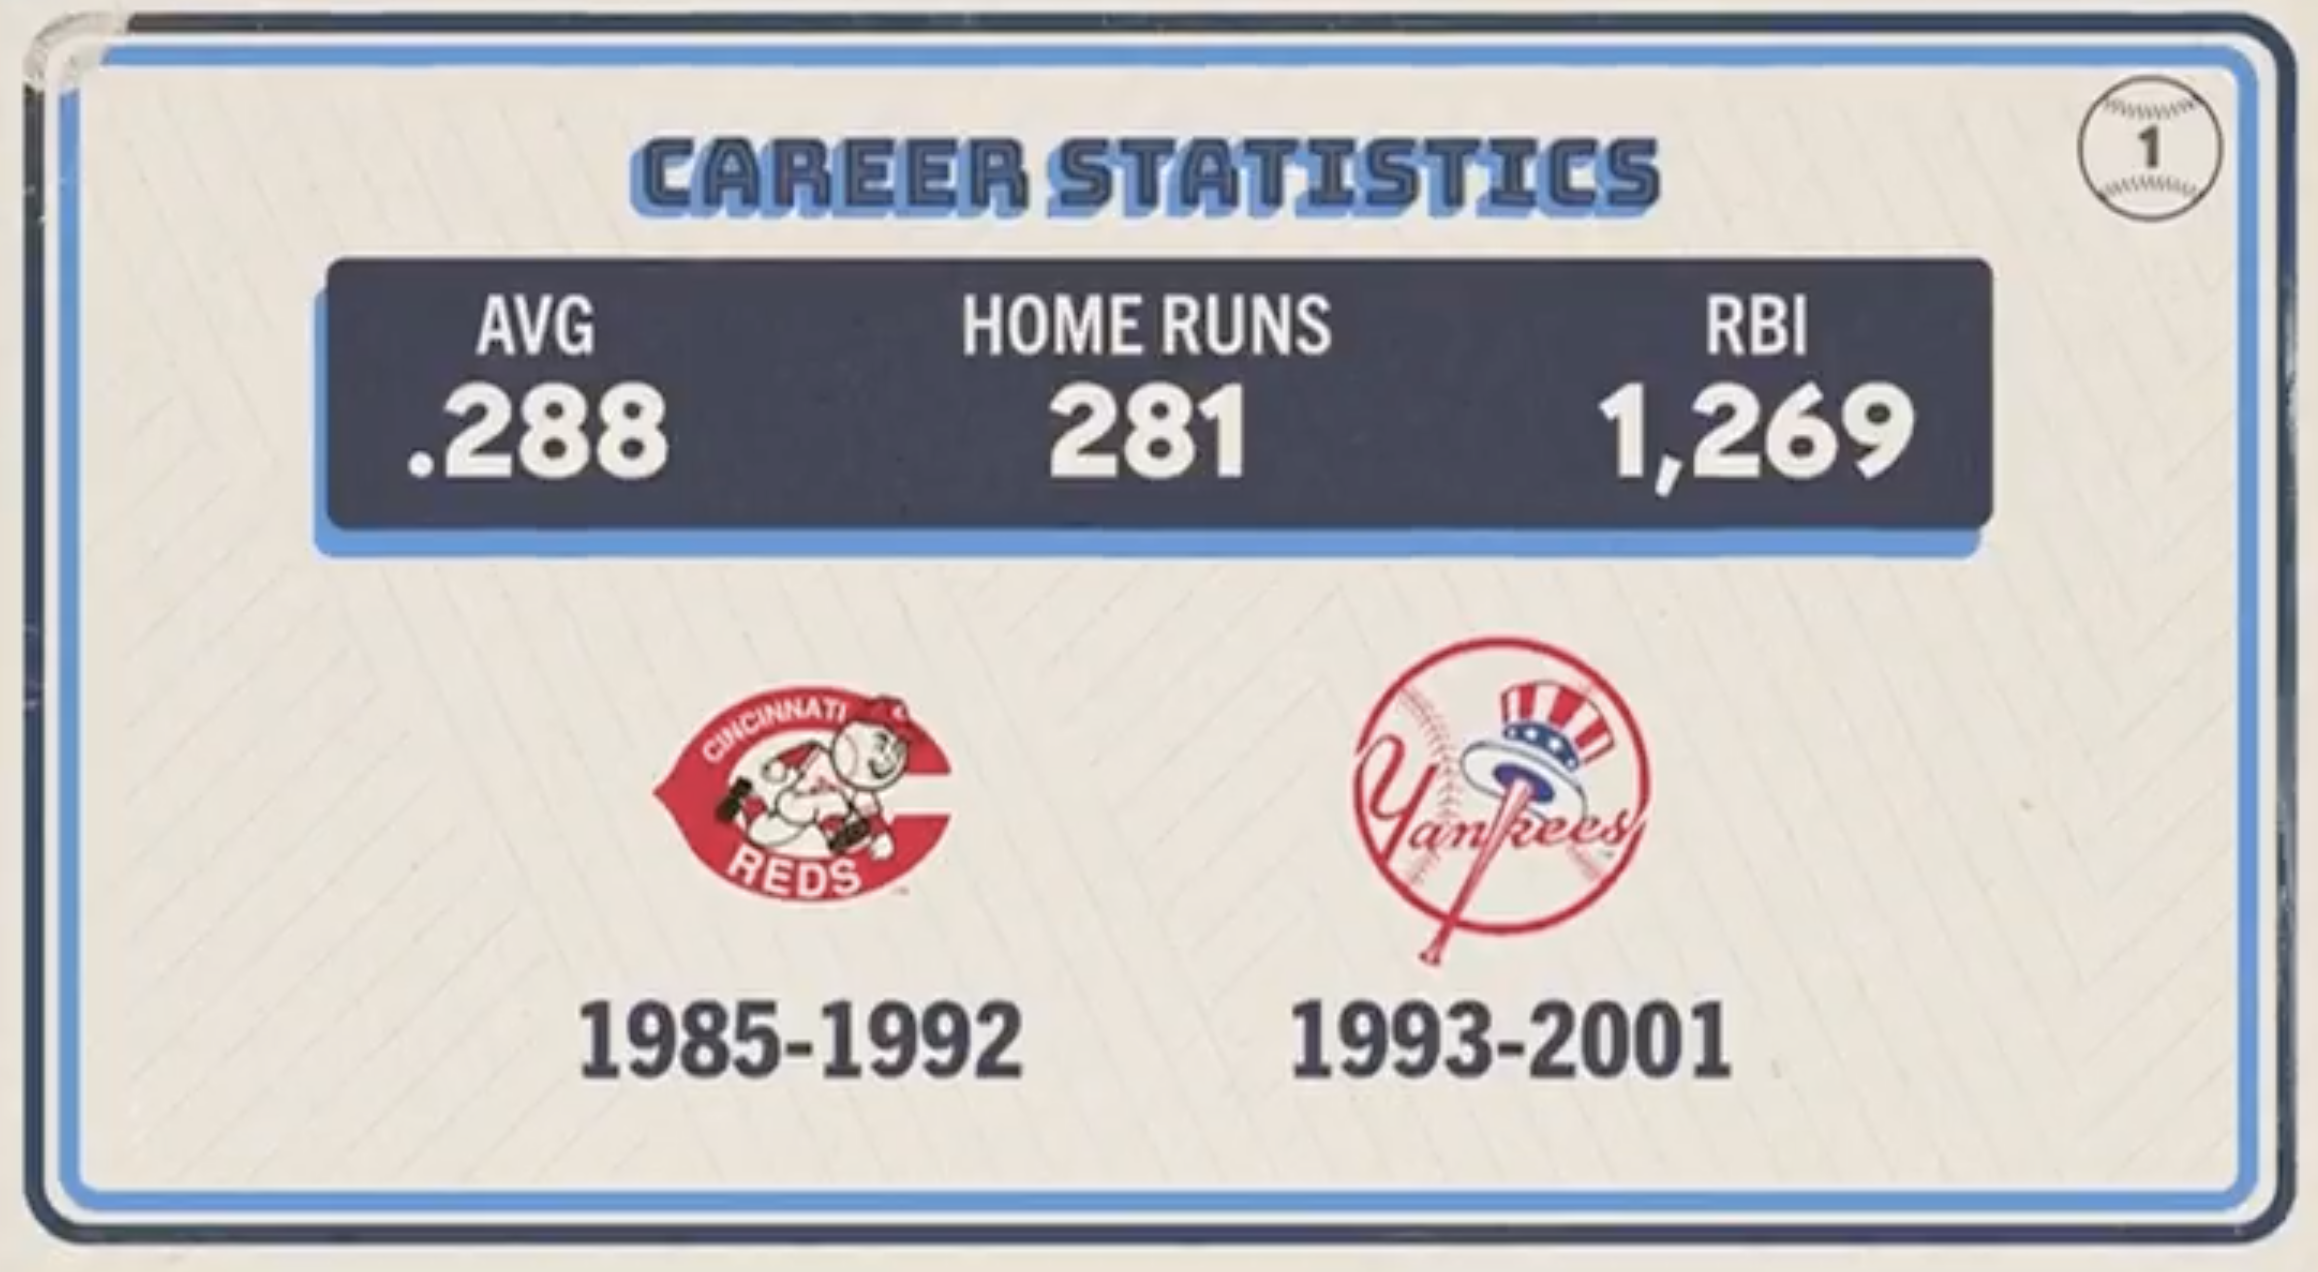 CAREER STATISTICS
1
AVG HOME RUNS RBI
.288 281 1,269
CINCINNATI
REDS
Yankees
1985-1992 1993-2001